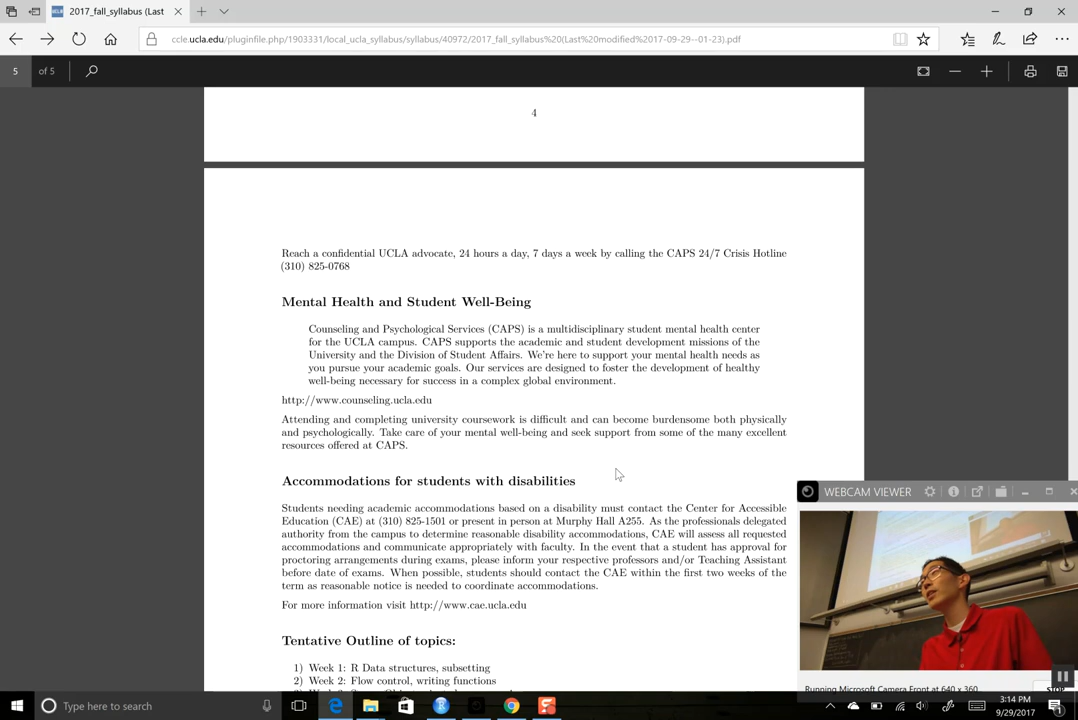 2017_fall_syllabus (Last
ccle.ucla.edu/pluginfile.php/1903331/local_ucla_syllabus/syllabus/40972/2017_fall_syllabus%20(Last%20modified%2017-09-29--01-23).pdf
5 of 5
4
Reach a confidential UCLA advocate, 24 hours a day, 7 days a week by calling the CAPS 24/7 Crisis Hotline
(310) 825-0768
Mental Health and Student Well-Being
Counseling and Psychological Services (CAPS) is a multidisciplinary student mental health center
for the UCLA campus. CAPS supports the academic and student development missions of the
University and the Division of Student Affairs. We're here to support your mental health needs as
you pursue your academic goals. Our services are designed to foster the development of healthy
well-being necessary for success in a complex global environment.
http://www.counseling.ucla.edu
Attending and completing university coursework is difficult and can become burdensome both physically
and psychologically. Take care of your mental well-being and seek support from some of the many excellent
resources offered at CAPS.
Accommodations for students with disabilities
Students needing academic accommodations based on a disability must contact the Center for Accessible
Education (CAE) at (310) 825-1501 or present in person at Murphy Hall A255. As the professionals delegated
authority from the campus to determine reasonable disability accommodations, CAE will assess all requested
accommodations and communicate appropriately with faculty. In the event that a student has approval for
proctoring arrangements during exams, please inform your respective professors and/or Teaching Assistant
before date of exams. When possible, students should contact the CAE within the first two weeks of the
term as reasonable notice is needed to coordinate accommodations.
For more information visit http://www.cae.ucla.edu
Tentative Outline of topics:
1) Week 1: R Data structures, subsetting
2) Week 2: Flow control, writing functions
WEBCAM VIEWER
Running Microsoft Camera Front at 640 x 360
STOP
Type here to search
3:14 PM
9/29/2017